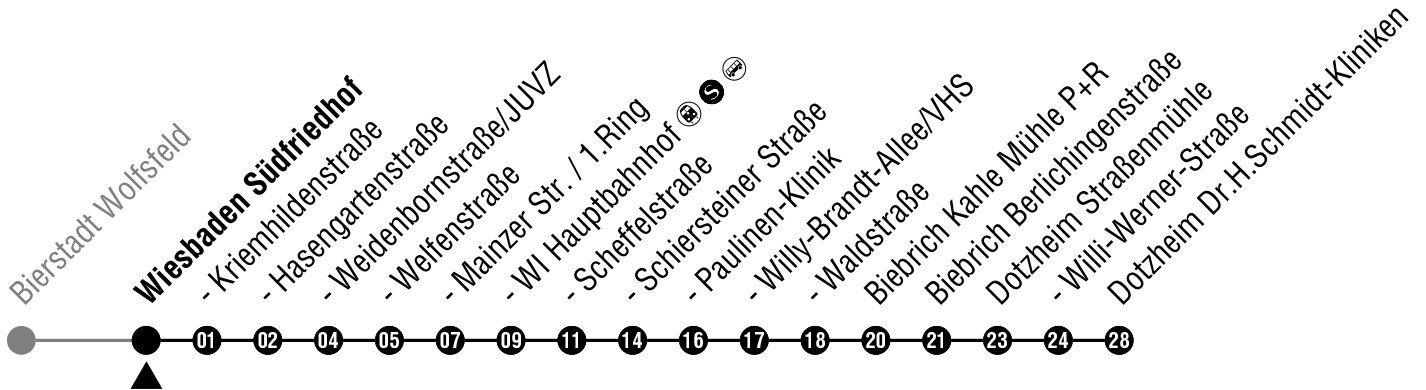 Bierstadt Wolfsfeld
Wiesbaden Südfriedhof
- Kriemhildenstraße
- Hasengartenstraße
- Weidenbornstraße/JUVZ
- Welfenstraße
- Mainzer Str. / 1.Ring
- WI Hauptbahnhof S
- Scheffelstraße
- Schiersteiner Straße
- Paulinen-Klinik
- Willy-Brandt-Allee/VHS
- Waldstraße
Biebrich Kahle Mühle P+R
Biebrich Berlichingenstraße
Dotzheim Straßenmühle
- Willi-Werner-Straße
Dotzheim Dr.H.Schmidt-Kliniken
01 02 04 05 07 09 11 14 16 17 18 20 21 23 24 28